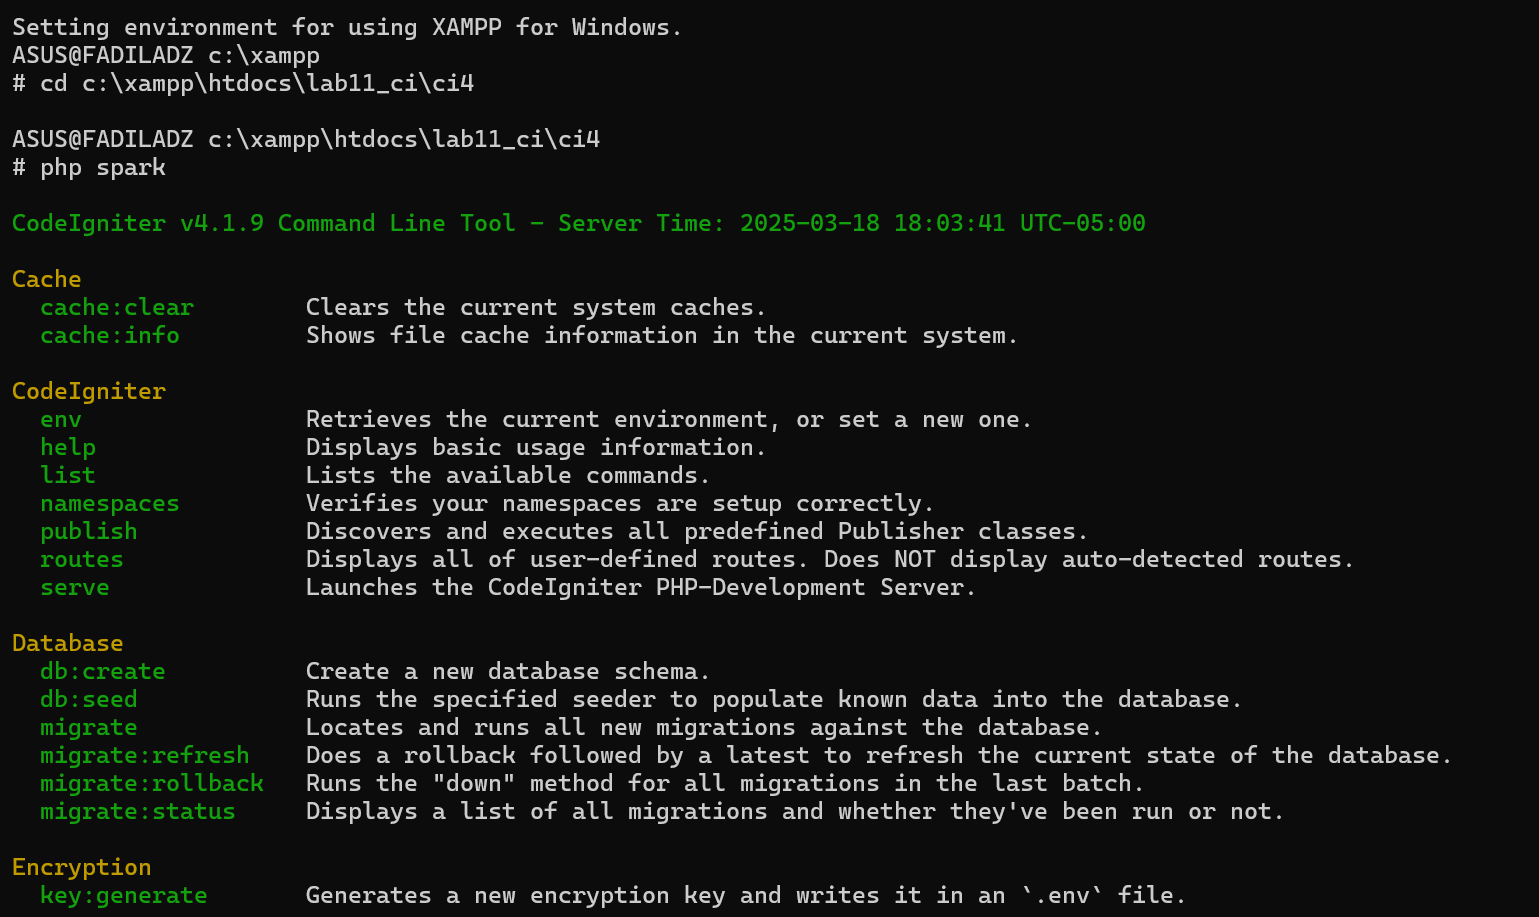 Setting environment for using XAMPP for Windows.
ASUS@FADILADZ c:\xampp
# cd c:\xampp\htdocs\lab11_ci\ci4
ASUS@FADILADZ c:\xampp\htdocs\lab11_ci\ci4
# php spark
CodeIgniter v4.1.9 Command Line Tool - Server Time: 2025-03-18 18:03:41 UTC-05:00
Cache
cache:clear Clears the current system caches.
cache:info Shows file cache information in the current system.
CodeIgniter
env Retrieves the current environment, or set a new one.
help Displays basic usage information.
list Lists the available commands.
namespaces Verifies your namespaces are setup correctly.
publish Discovers and executes all predefined Publisher classes.
routes Displays all of user-defined routes. Does NOT display auto-detected routes.
serve Launches the CodeIgniter PHP-Development Server.
Database
db:create Create a new database schema.
db:seed Runs the specified seeder to populate known data into the database.
migrate Locates and runs all new migrations against the database.
migrate:refresh Does a rollback followed by a latest to refresh the current state of the database.
migrate:rollback Runs the "down" method for all migrations in the last batch.
migrate:status Displays a list of all migrations and whether they've been run or not.
Encryption
key:generate Generates a new encryption key and writes it in an `.env` file.